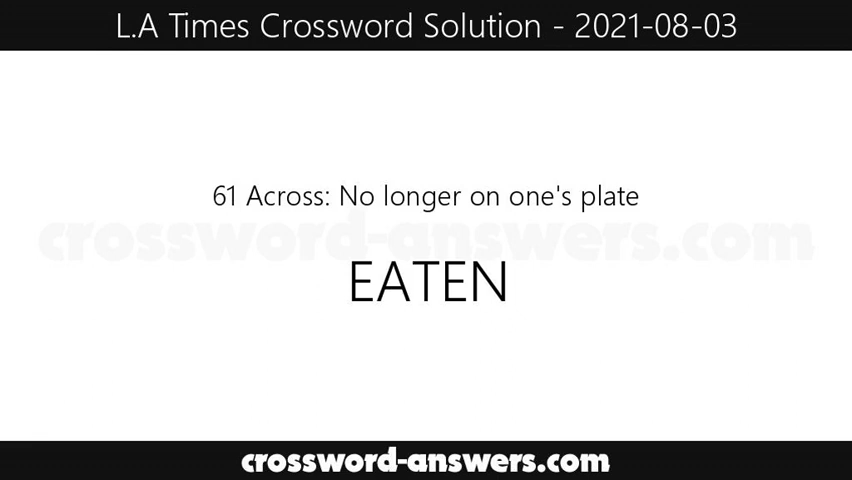 L.A Times Crossword Solution - 2021-08-03
61 Across: No longer on one's plate
crossword-answers.com
EATEN
crossword-answers.com